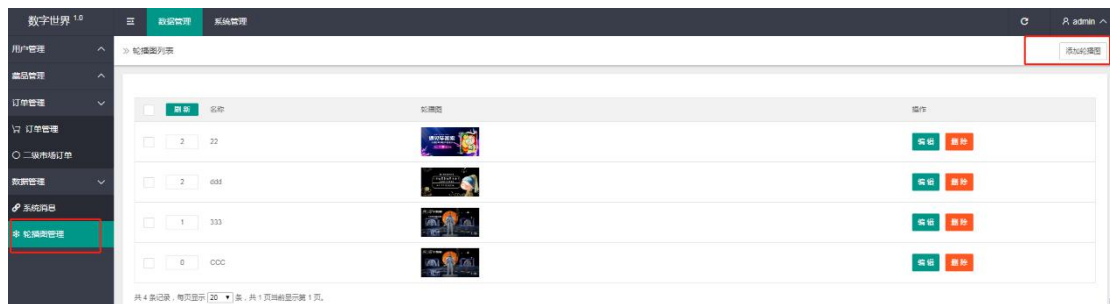 数字世界 1.0 数据管理 系统管理 admin
用户管理 >> 轮播图列表 添加轮播图
藏品管理
订单管理 刷新 名称 轮播图 操作
订单管理 2 22 编辑 删除
二级市场订单
数据管理 2 ddd 编辑 删除
系统消息 1 333 编辑 删除
轮播图管理
0 CCC 编辑 删除
共 4 条记录，每页显示 20 条，共 1 页当前显示第 1 页。